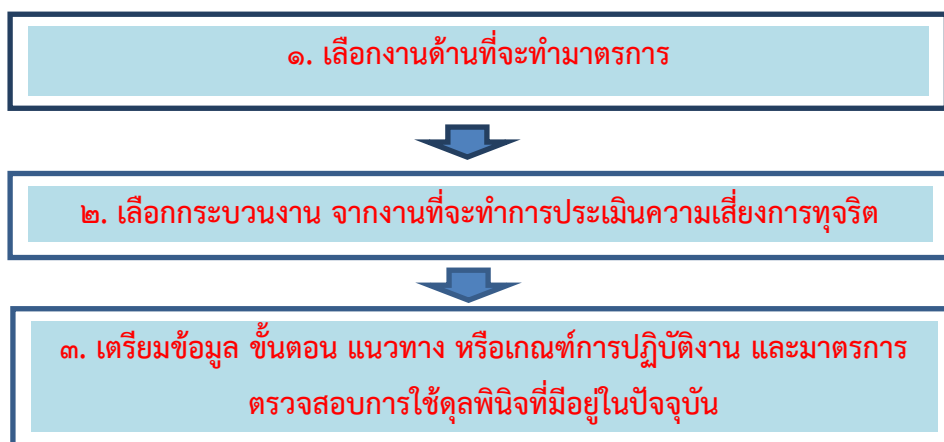 ๑. เลือกงานด้านที่จะทำมาตรการ
๒. เลือกกระบวนงาน จากงานที่จะทำการประเมินความเสี่ยงการทุจริต
๓. เตรียมข้อมูล ขั้นตอน แนวทาง หรือเกณฑ์การปฏิบัติงาน และมาตรการ
ตรวจสอบการใช้ดุลพินิจที่มีอยู่ในปัจจุบัน